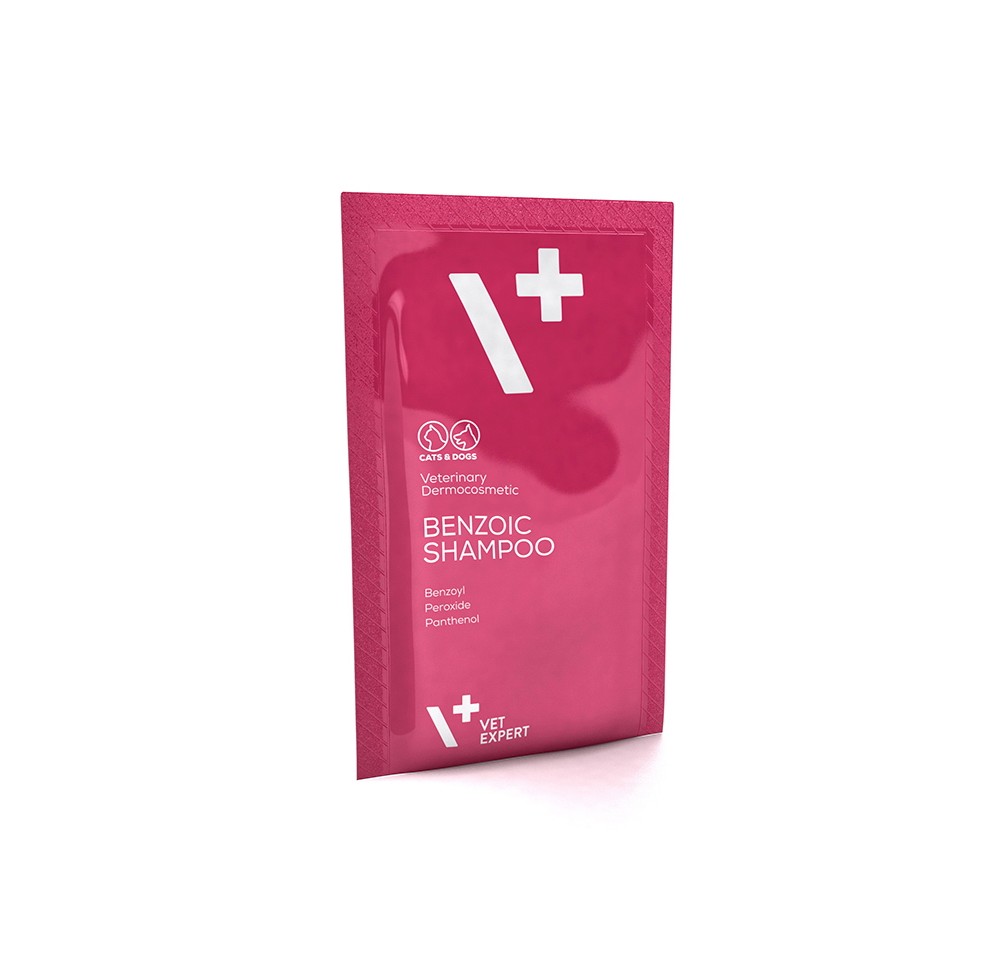 CATS & DOGS
Veterinary
Dermocosmetic
BENZOIC
SHAMPOO
Benzoyl
Peroxide
Panthenol
VET
EXPERT